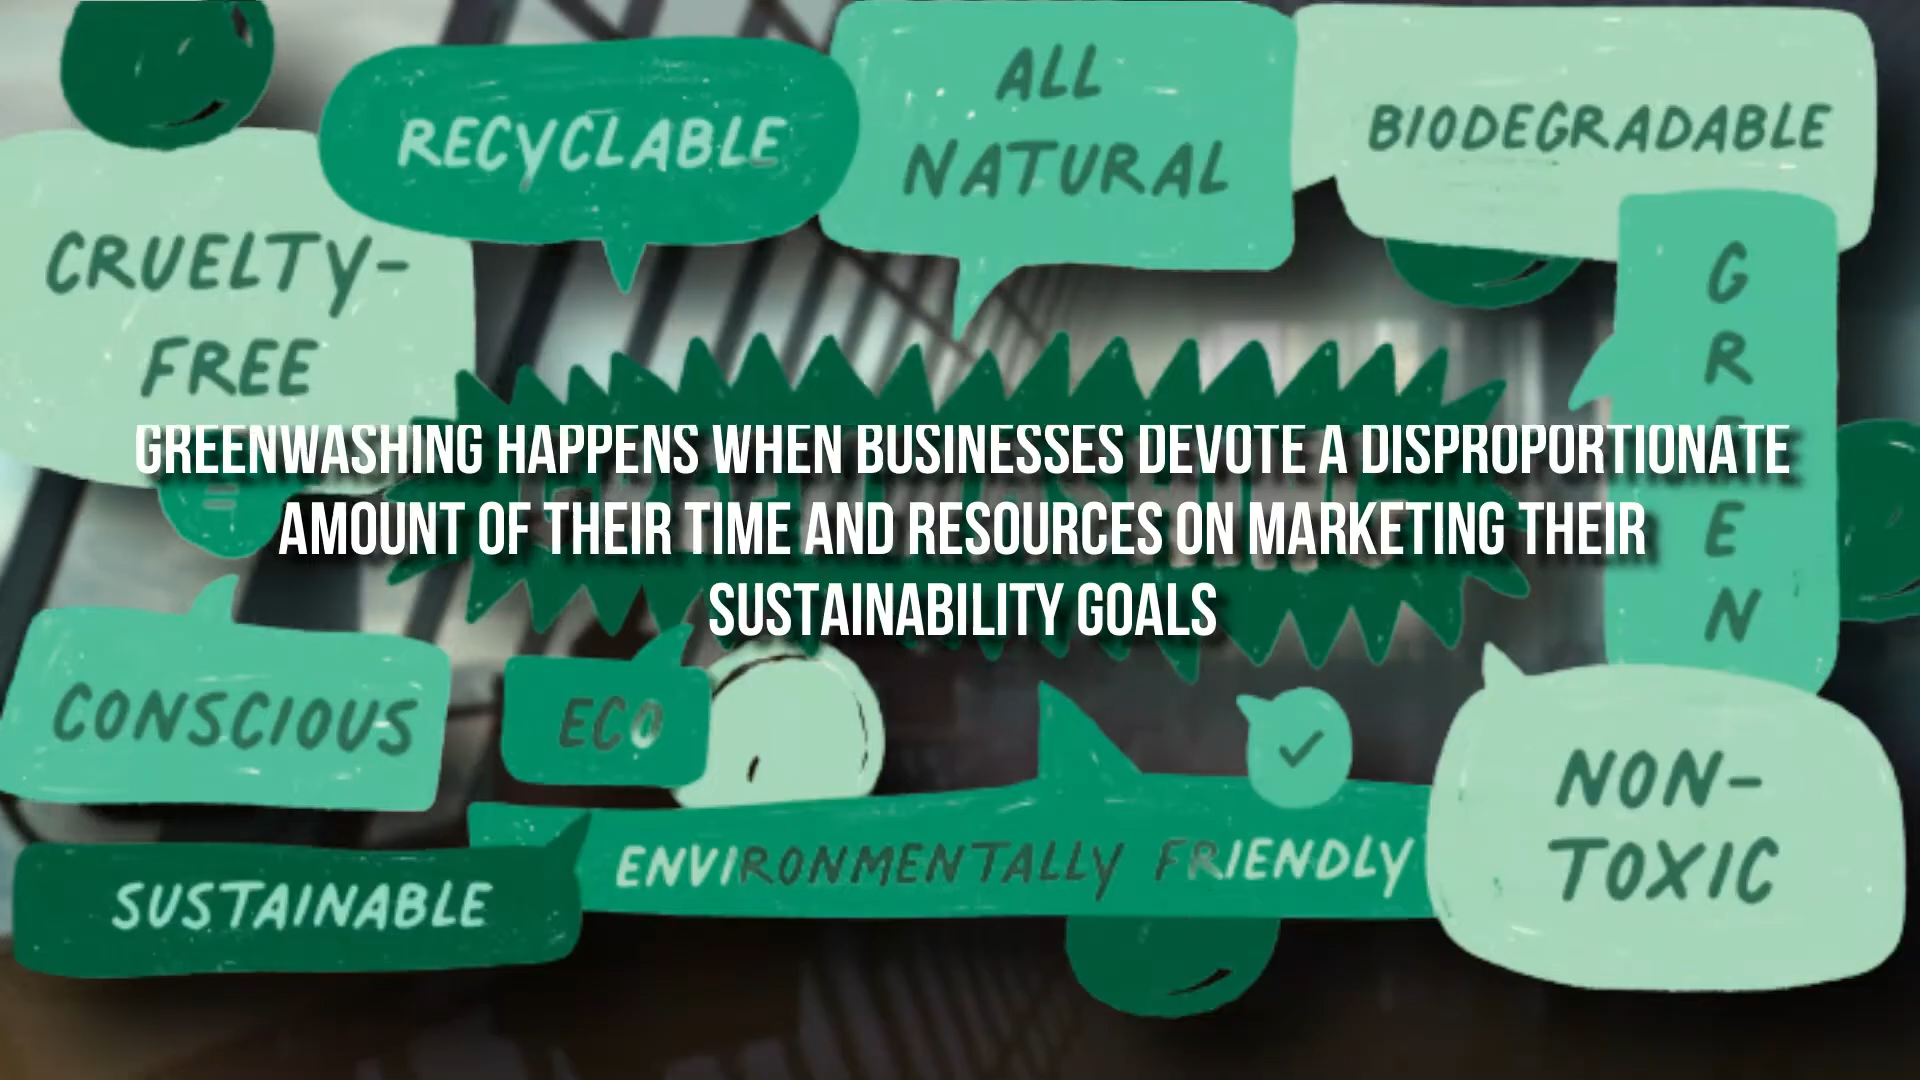 RECYCLABLE
ALL
NATURAL
BIODEGRADABLE
CRUELTY-
FREE
GREEN
GREENWASHING HAPPENS WHEN BUSINESSES DEVOTE A DISPROPORTIONATE
AMOUNT OF THEIR TIME AND RESOURCES ON MARKETING THEIR
SUSTAINABILITY GOALS
CONSCIOUS
ECO
NON-
TOXIC
ENVIRONMENTALLY FRIENDLY
SUSTAINABLE